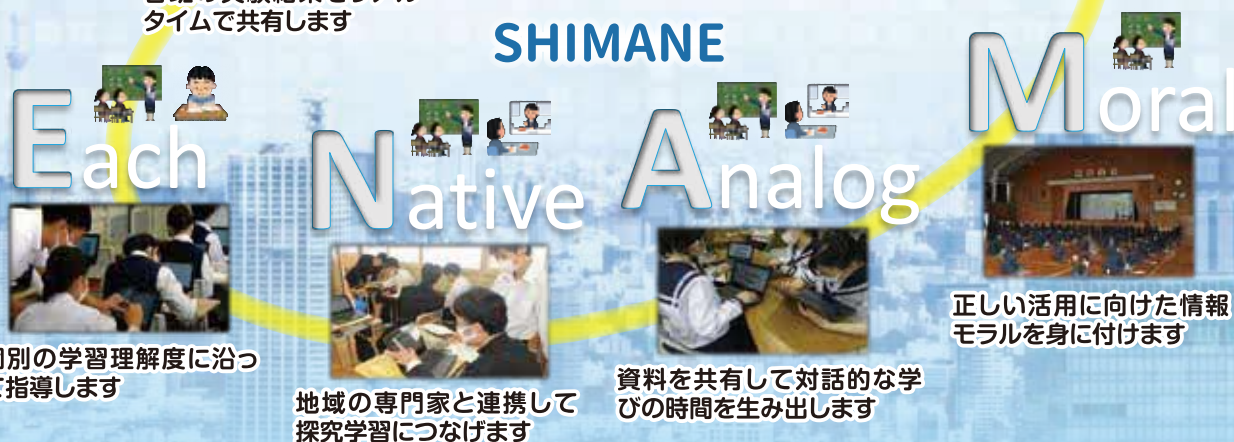 タイムで共有します
SHIMANE
Each
Native
Analog
Moral
別の学習理解度に沿っ
指導します
地域の専門家と連携して
探究学習につなげます
資料を共有して対話的な学
びの時間を生み出します
正しい活用に向けた情報
モラルを身に付けます